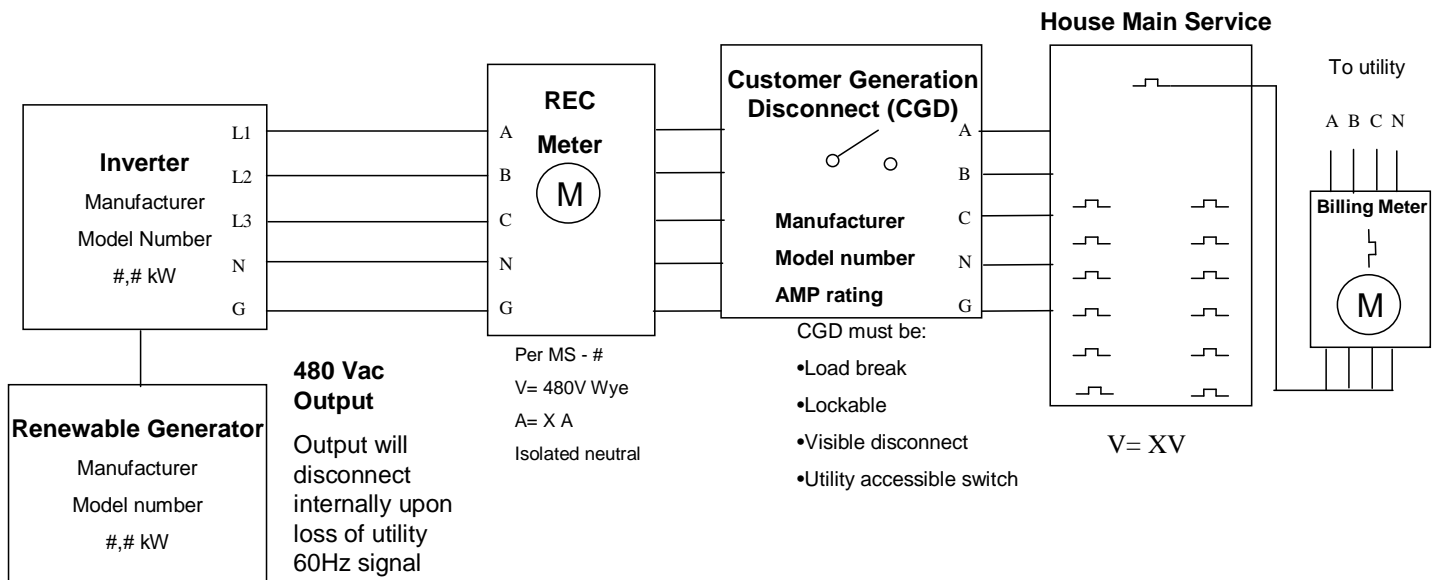 House Main Service
To utility
A B C N
Billing Meter
M
Customer Generation
Disconnect (CGD)
A
B
C
N
G
Manufacturer
Model number
AMP rating
CGD must be:
•Load break
•Lockable
•Visible disconnect
•Utility accessible switch
V= XV
REC
Meter
M
A
B
C
N
G
Per MS - #
V= 480V Wye
A= X A
Isolated neutral
Inverter
Manufacturer
Model Number
#,# kW
L1
L2
L3
N
G
480 Vac
Output
Output will
disconnect
internally upon
loss of utility
60Hz signal
Renewable Generator
Manufacturer
Model number
#,# kW